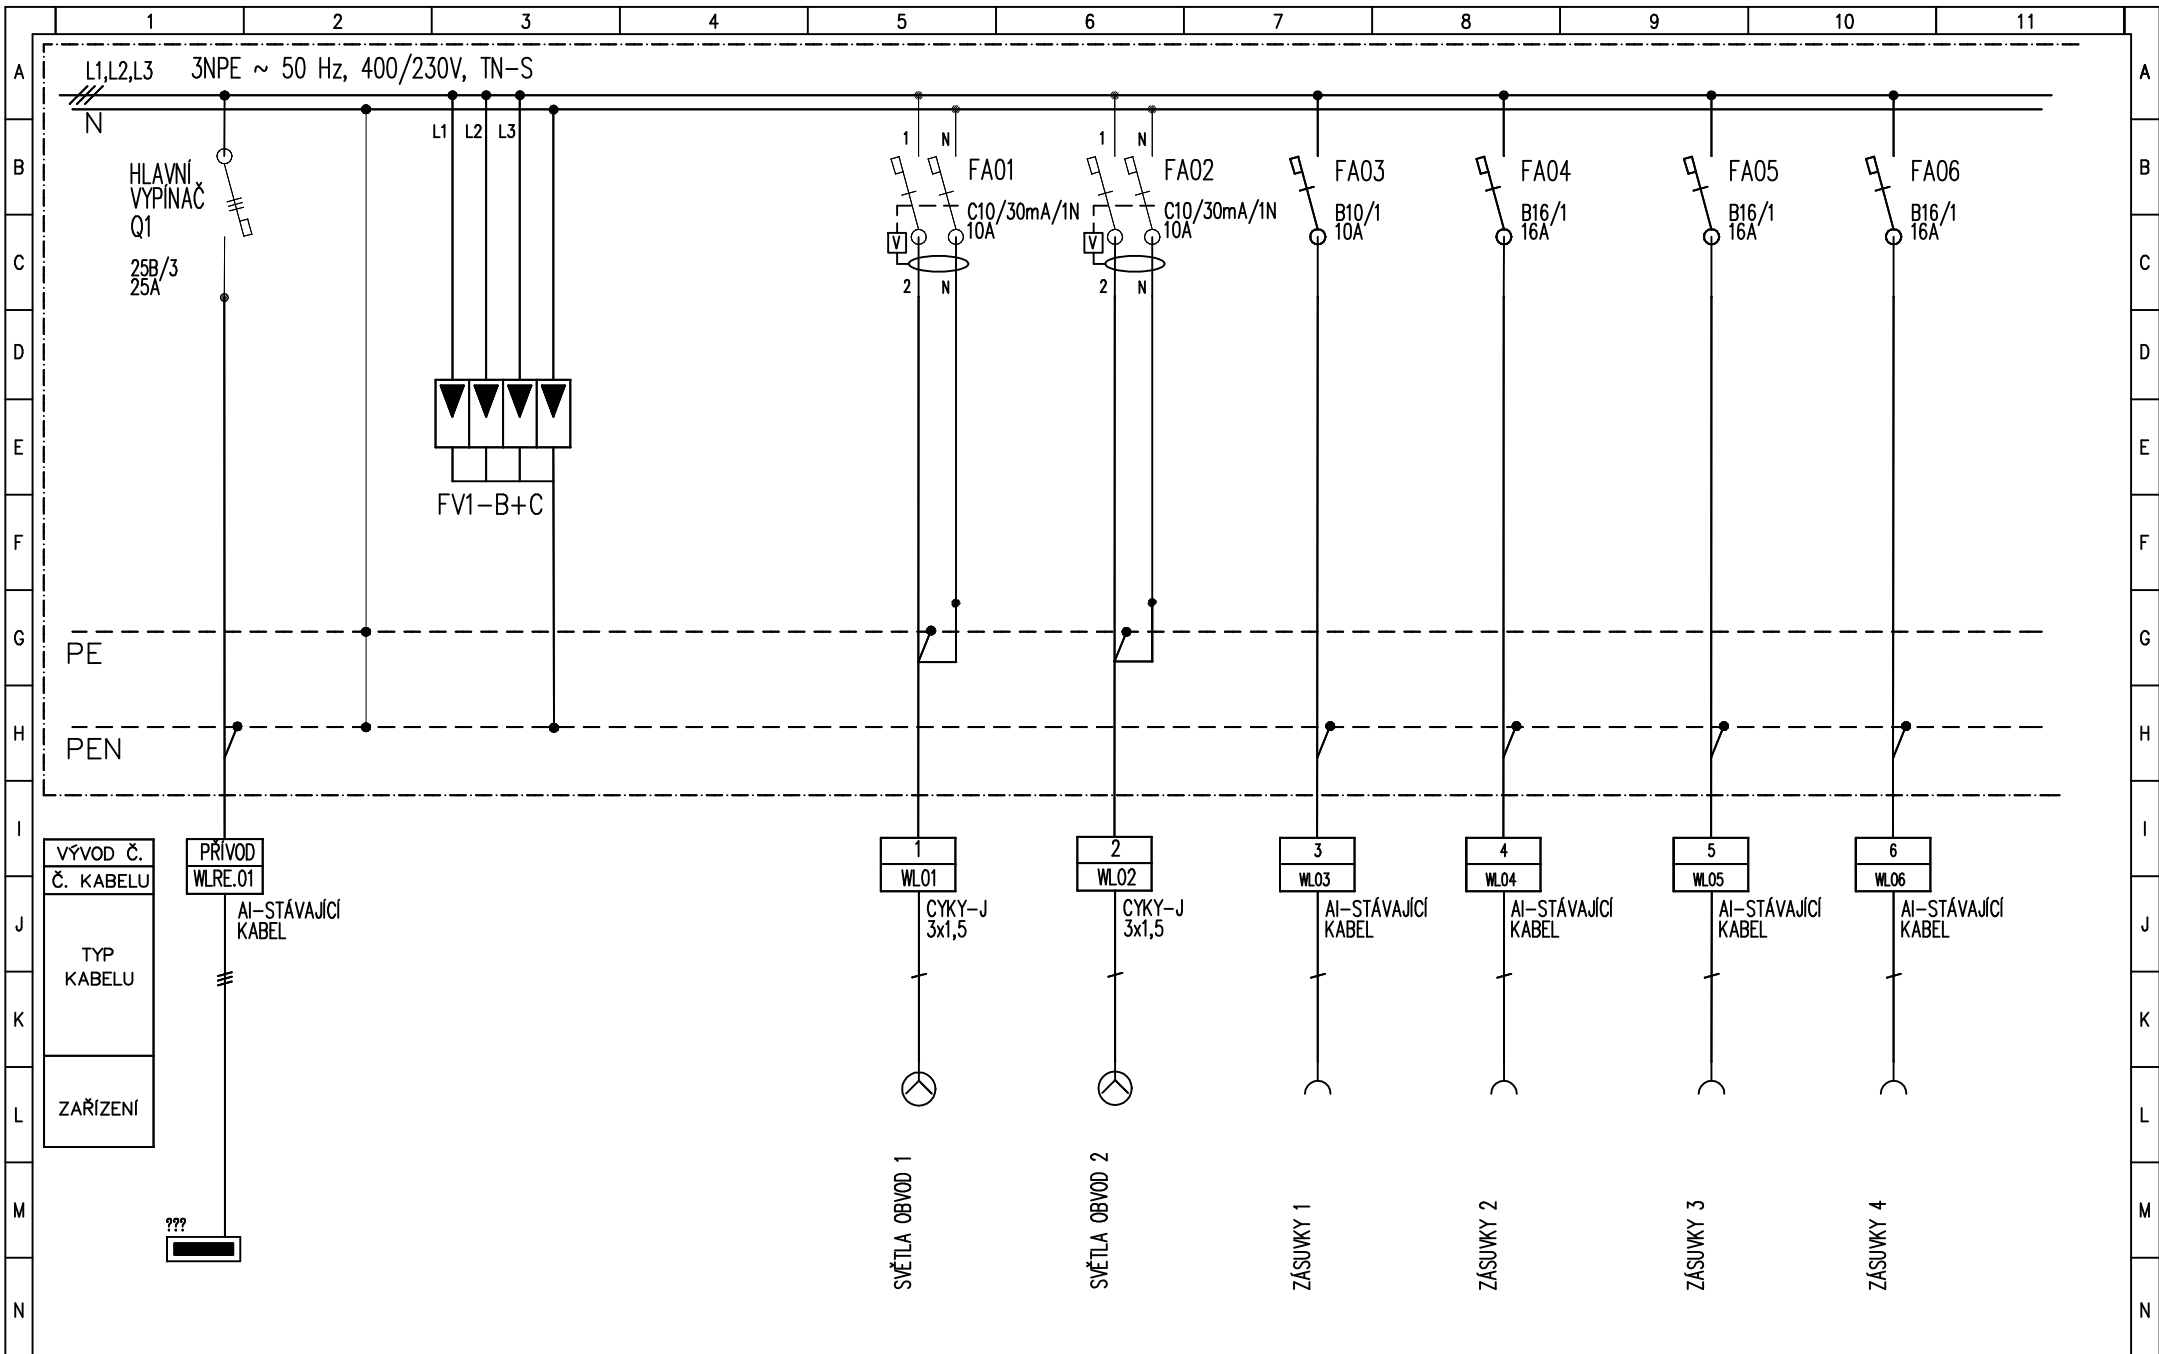 1 2 3 4 5 6 7 8 9 10 11
A A
L1,L2,L3 3NPE ~ 50 Hz, 400/230V, TN-S
N
L1 L2 L3
1 N 1 N
B B
HLAVNÍ
VYPÍNAČ
Q1
25B/3
25A
FA01
C10/30mA/1N
10A
V
2 N
FA02
C10/30mA/1N
10A
V
2 N
FA03
B10/1
10A
FA04
B16/1
16A
FA05
B16/1
16A
FA06
B16/1
16A
C C
D D
E E
FV1-B+C
F F
G G
PE
H H
PEN
I I
VÝVOD Č. PŘÍVOD 1 2 3 4 5 6
Č. KABELU WLRE.01 WL01 WL02 WL03 WL04 WL05 WL06
J J
AI-STÁVAJÍCÍ
KABEL
CYKY-J
3x1,5
CYKY-J
3x1,5
AI-STÁVAJÍCÍ
KABEL
AI-STÁVAJÍCÍ
KABEL
AI-STÁVAJÍCÍ
KABEL
AI-STÁVAJÍCÍ
KABEL
TYP
KABELU
K K
ZAŘÍZENÍ
L L
M M
???
SVĚTLA OBVOD 1
SVĚTLA OBVOD 2
ZÁSUVKY 1
ZÁSUVKY 2
ZÁSUVKY 3
ZÁSUVKY 4
N N